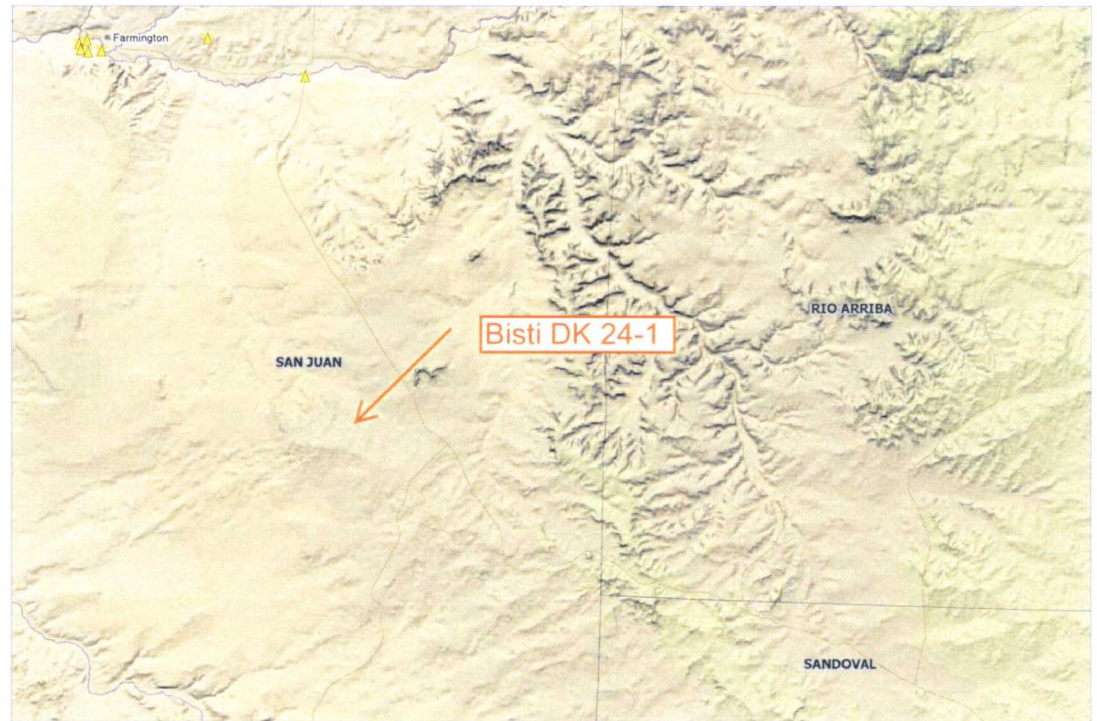 Farmington
RIO ARRIBA
Bisti DK 24-1
SAN JUAN
SANDOVAL